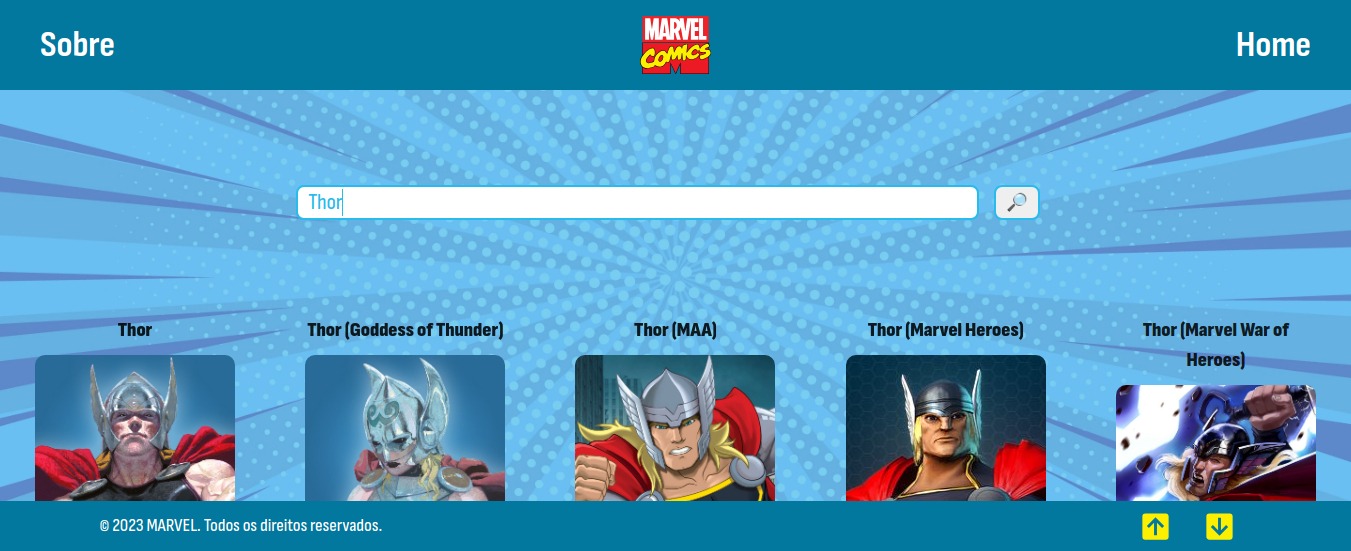 Sobre
MARVEL
COMICS
Home
Thor
Thor
Thor (Goddess of Thunder)
Thor (MAA)
Thor (Marvel Heroes)
Thor (Marvel War of
Heroes)
© 2023 MARVEL. Todos os direitos reservados.